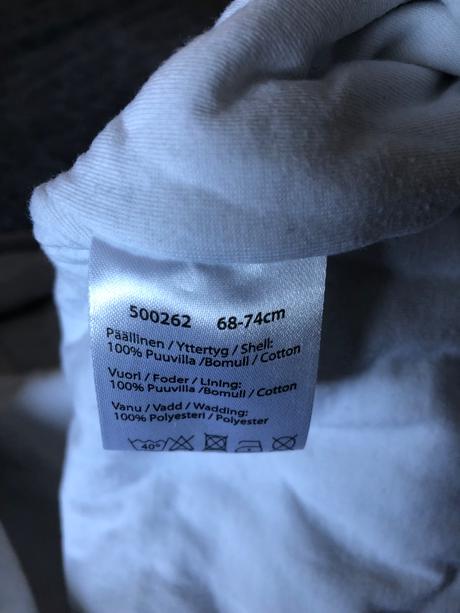 500262 68-74cm
Päällinen / Yttertyg / Shell:
100% Puuvilla /Bomull / Cotton
Vuori / Foder / Lining:
100% Puuvilla /Bomull / Cotton
Vanu / Vadd / Wadding:
100% Polyesteri / Polyester
40°